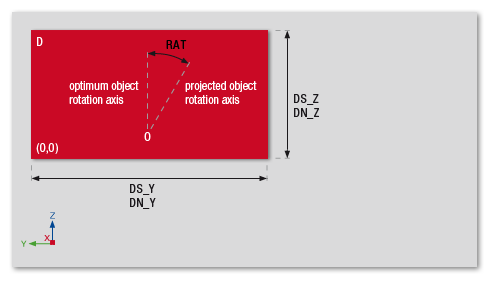 D
RAT
optimum object
rotation axis
projected object
rotation axis
O
(0,0)
DS_Z
DN_Z
DS_Y
DN_Y
Z
Y
X